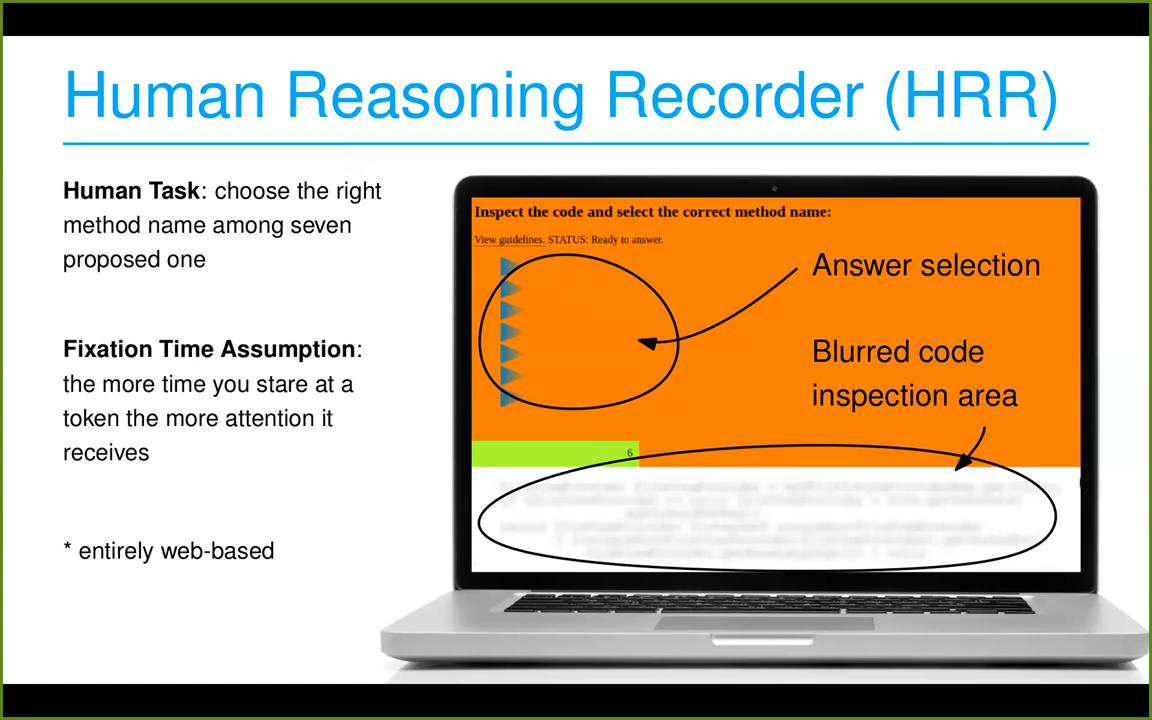 Human Reasoning Recorder (HRR)
Human Task: choose the right
method name among seven
proposed one
Fixation Time Assumption:
the more time you stare at a
token the more attention it
receives
* entirely web-based
Inspect the code and select the correct method name:
View guidelines. STATUS: Ready to answer.
Answer selection
Blurred code
inspection area
6